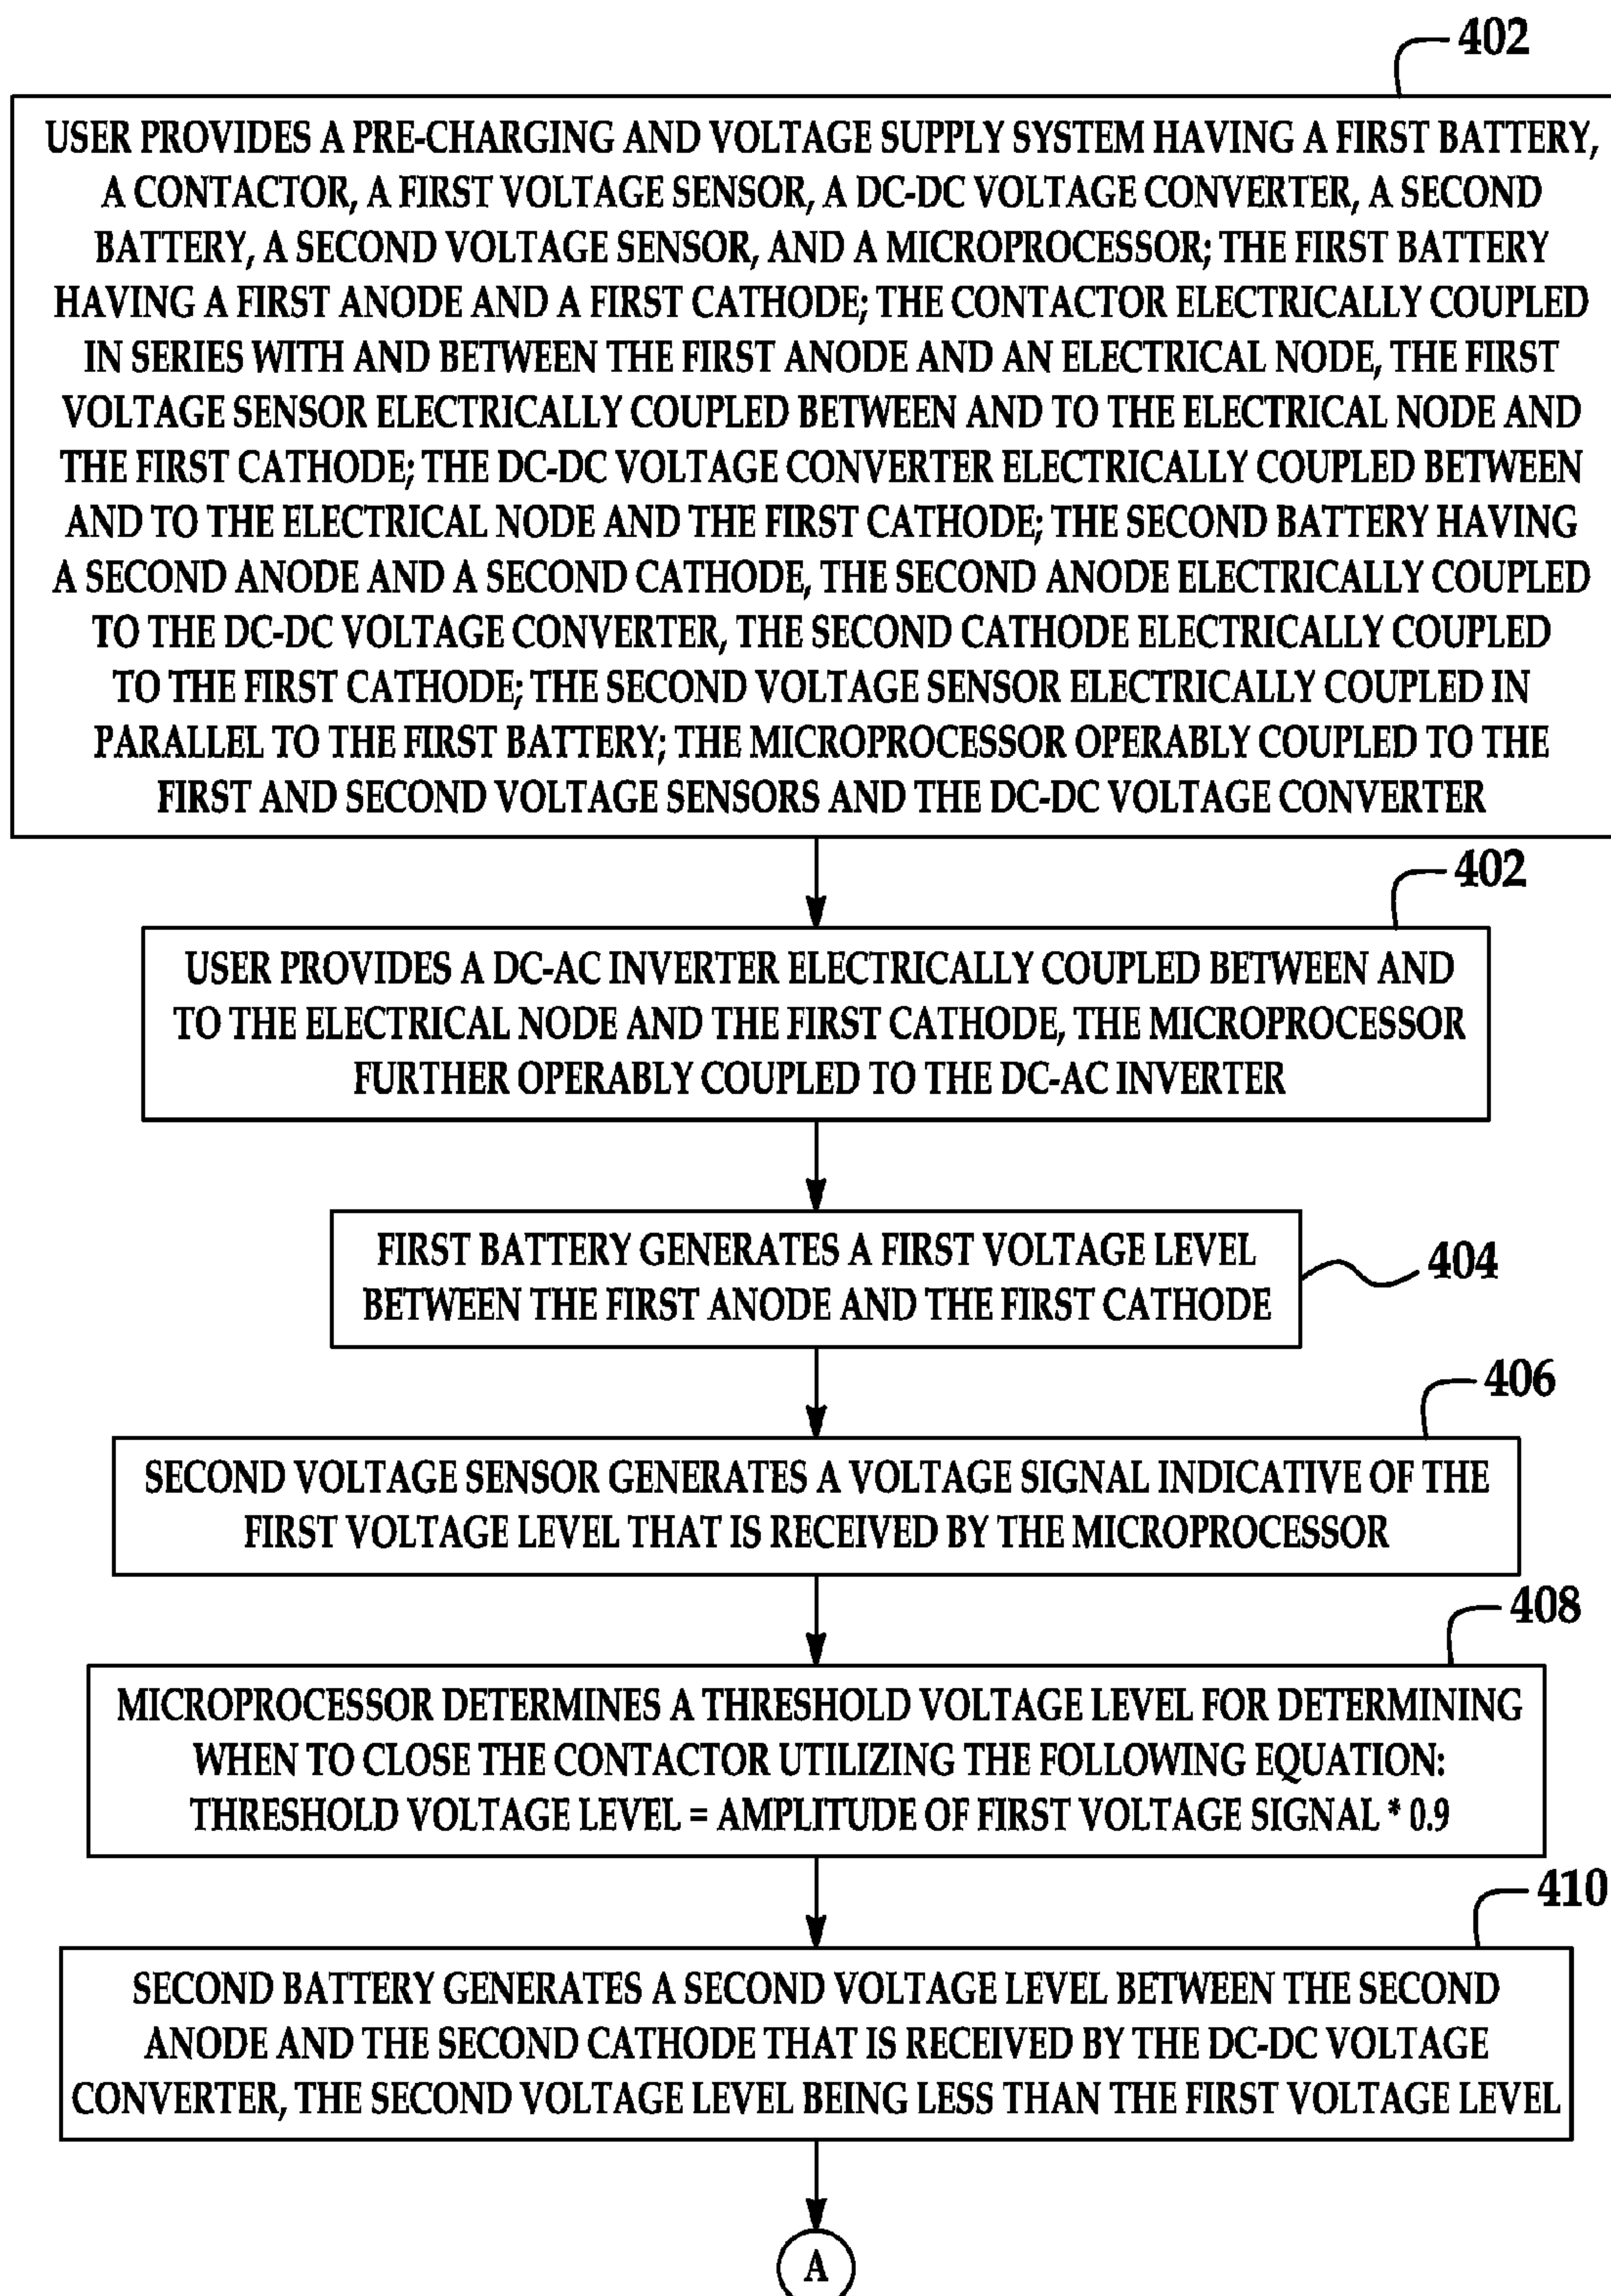 402
USER PROVIDES A PRE-CHARGING AND VOLTAGE SUPPLY SYSTEM HAVING A FIRST BATTERY,
A CONTACTOR, A FIRST VOLTAGE SENSOR, A DC-DC VOLTAGE CONVERTER, A SECOND
BATTERY, A SECOND VOLTAGE SENSOR, AND A MICROPROCESSOR; THE FIRST BATTERY
HAVING A FIRST ANODE AND A FIRST CATHODE; THE CONTACTOR ELECTRICALLY COUPLED
IN SERIES WITH AND BETWEEN THE FIRST ANODE AND AN ELECTRICAL NODE, THE FIRST
VOLTAGE SENSOR ELECTRICALLY COUPLED BETWEEN AND TO THE ELECTRICAL NODE AND
THE FIRST CATHODE; THE DC-DC VOLTAGE CONVERTER ELECTRICALLY COUPLED BETWEEN
AND TO THE ELECTRICAL NODE AND THE FIRST CATHODE; THE SECOND BATTERY HAVING
A SECOND ANODE AND A SECOND CATHODE, THE SECOND ANODE ELECTRICALLY COUPLED
TO THE DC-DC VOLTAGE CONVERTER, THE SECOND CATHODE ELECTRICALLY COUPLED
TO THE FIRST CATHODE; THE SECOND VOLTAGE SENSOR ELECTRICALLY COUPLED IN
PARALLEL TO THE FIRST BATTERY; THE MICROPROCESSOR OPERABLY COUPLED TO THE
FIRST AND SECOND VOLTAGE SENSORS AND THE DC-DC VOLTAGE CONVERTER
402
USER PROVIDES A DC-AC INVERTER ELECTRICALLY COUPLED BETWEEN AND
TO THE ELECTRICAL NODE AND THE FIRST CATHODE, THE MICROPROCESSOR
FURTHER OPERABLY COUPLED TO THE DC-AC INVERTER
FIRST BATTERY GENERATES A FIRST VOLTAGE LEVEL
BETWEEN THE FIRST ANODE AND THE FIRST CATHODE
404
406
SECOND VOLTAGE SENSOR GENERATES A VOLTAGE SIGNAL INDICATIVE OF THE
FIRST VOLTAGE LEVEL THAT IS RECEIVED BY THE MICROPROCESSOR
408
MICROPROCESSOR DETERMINES A THRESHOLD VOLTAGE LEVEL FOR DETERMINING
WHEN TO CLOSE THE CONTACTOR UTILIZING THE FOLLOWING EQUATION:
THRESHOLD VOLTAGE LEVEL = AMPLITUDE OF FIRST VOLTAGE SIGNAL * 0.9
410
SECOND BATTERY GENERATES A SECOND VOLTAGE LEVEL BETWEEN THE SECOND
ANODE AND THE SECOND CATHODE THAT IS RECEIVED BY THE DC-DC VOLTAGE
CONVERTER, THE SECOND VOLTAGE LEVEL BEING LESS THAN THE FIRST VOLTAGE LEVEL
A